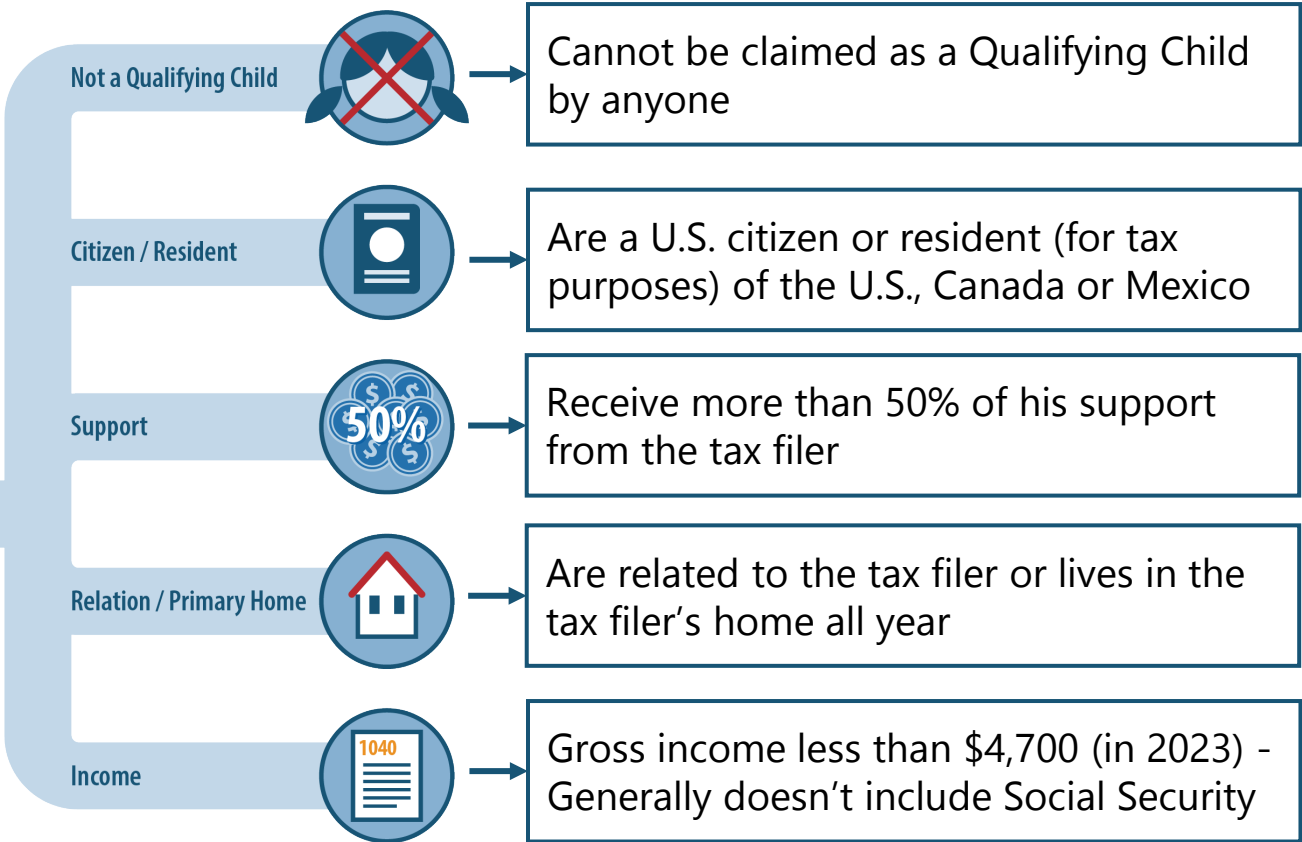 Not a Qualifying Child
Cannot be claimed as a Qualifying Child
by anyone
Citizen / Resident
Are a U.S. citizen or resident (for tax
purposes) of the U.S., Canada or Mexico
Support
$ $
$ 50% $
$ $
Receive more than 50% of his support
from the tax filer
Relation / Primary Home
Are related to the tax filer or lives in the
tax filer’s home all year
Income
1040
Gross income less than $4,700 (in 2023) -
Generally doesn’t include Social Security